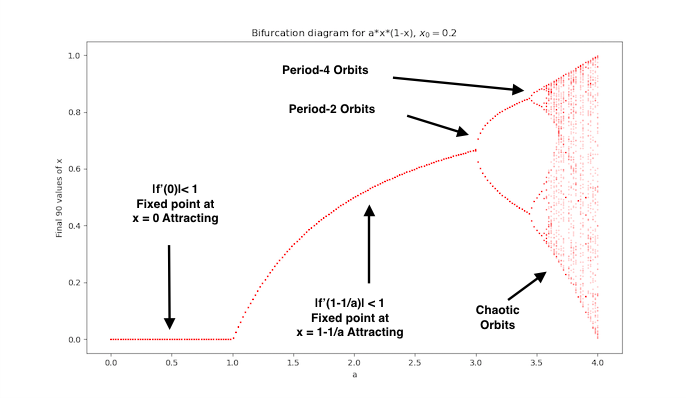 Bifurcation diagram for a*x*(1-x), x₀ = 0.2
Period-4 Orbits
Period-2 Orbits
|f'(0)|< 1
Fixed point at
x = 0 Attracting
|f'(1-1/a)| < 1
Fixed point at
x = 1-1/a Attracting
Chaotic
Orbits
Final 90 values of x
1.0
0.8
0.6
0.4
0.2
0.0
0.0 0.5 1.0 1.5 2.0 2.5 3.0 3.5 4.0
a